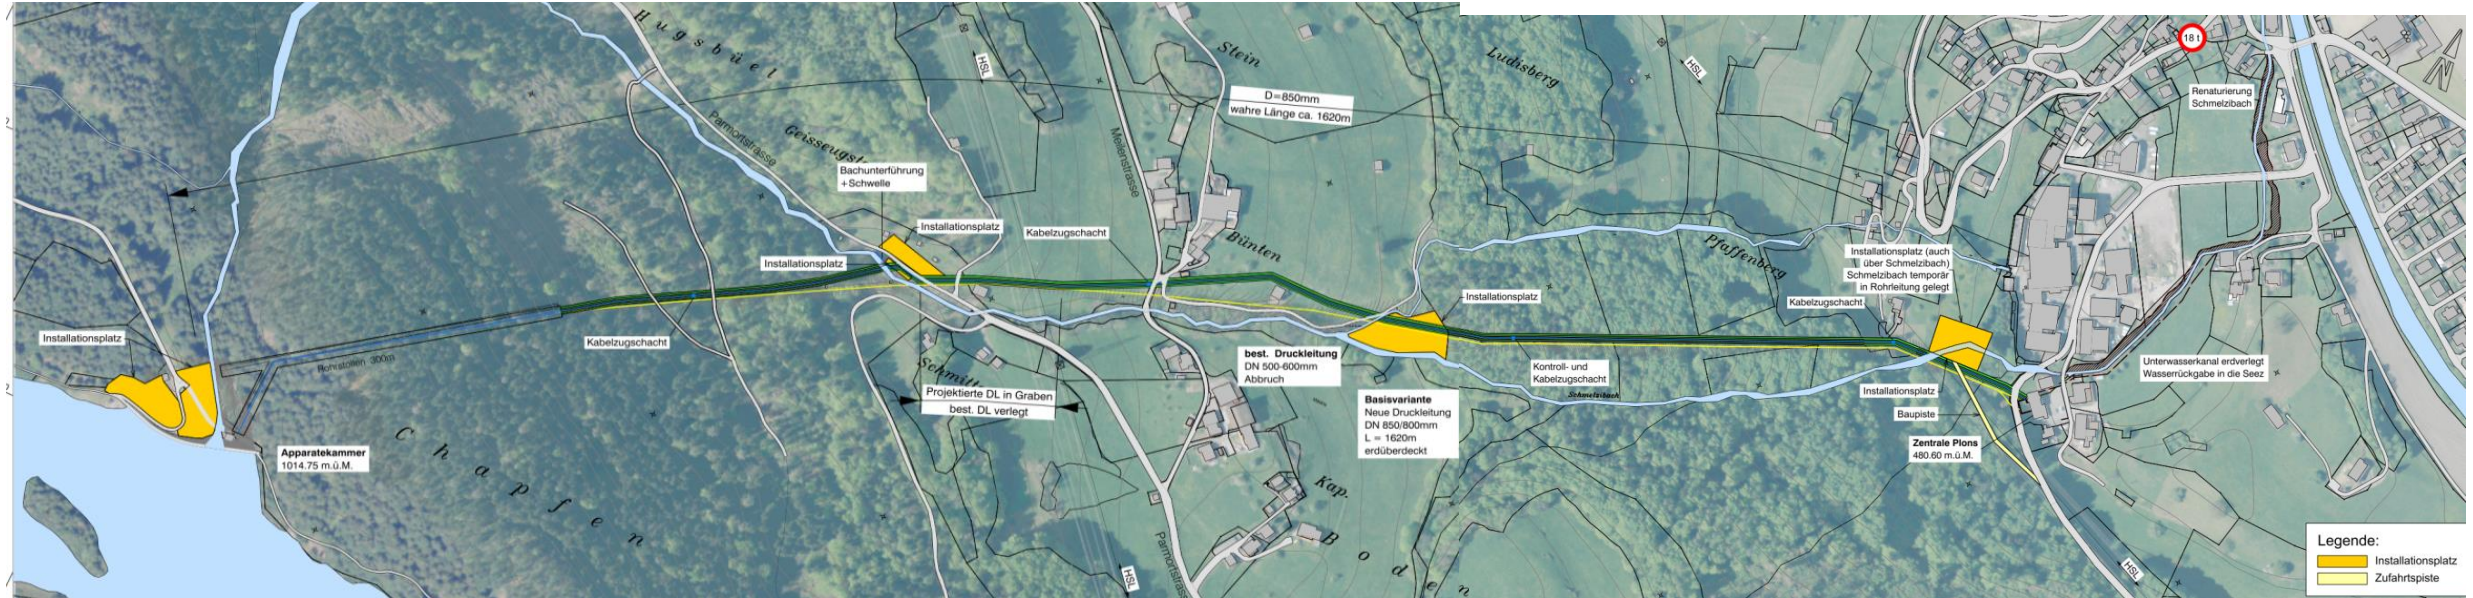 Hugsbüel
HSL
Stein
D=850mm
wahre Länge ca. 1620m
Ludisberg
HSL
18 t
N
Renaturierung
Schmelzibach
Parmortstrasse
Meilenstrasse
Bachunterführung
+Schwelle
Installationsplatz
Kabelzugschacht
Bünten
Pfaffenberg
Installationsplatz (auch
über Schmelzibach)
Schmelzibach temporär
in Rohrleitung gelegt
Installationsplatz
Installationsplatz
Kabelzugschacht
Installationsplatz
Rohrstollen 300m
Kabelzugschacht
best. Druckleitung
DN 500-600mm
Abbruch
Kontroll- und
Kabelzugschacht
Unterwasserkanal erdverlegt
Wasserrückgabe in die Seez
Projektierte DL in Graben
best. DL verlegt
Schmelzibach
Installationsplatz
Basisvariante
Neue Druckleitung
DN 850/800mm
L = 1620m
erdüberdeckt
Baupiste
Zentrale Plons
480.60 m.ü.M.
Apparatekammer
1014.75 m.ü.M.
Chapfen
Kap.
Boden
Parmortstrasse
HSL
HSL
Legende:
Installationsplatz
Zufahrtspiste